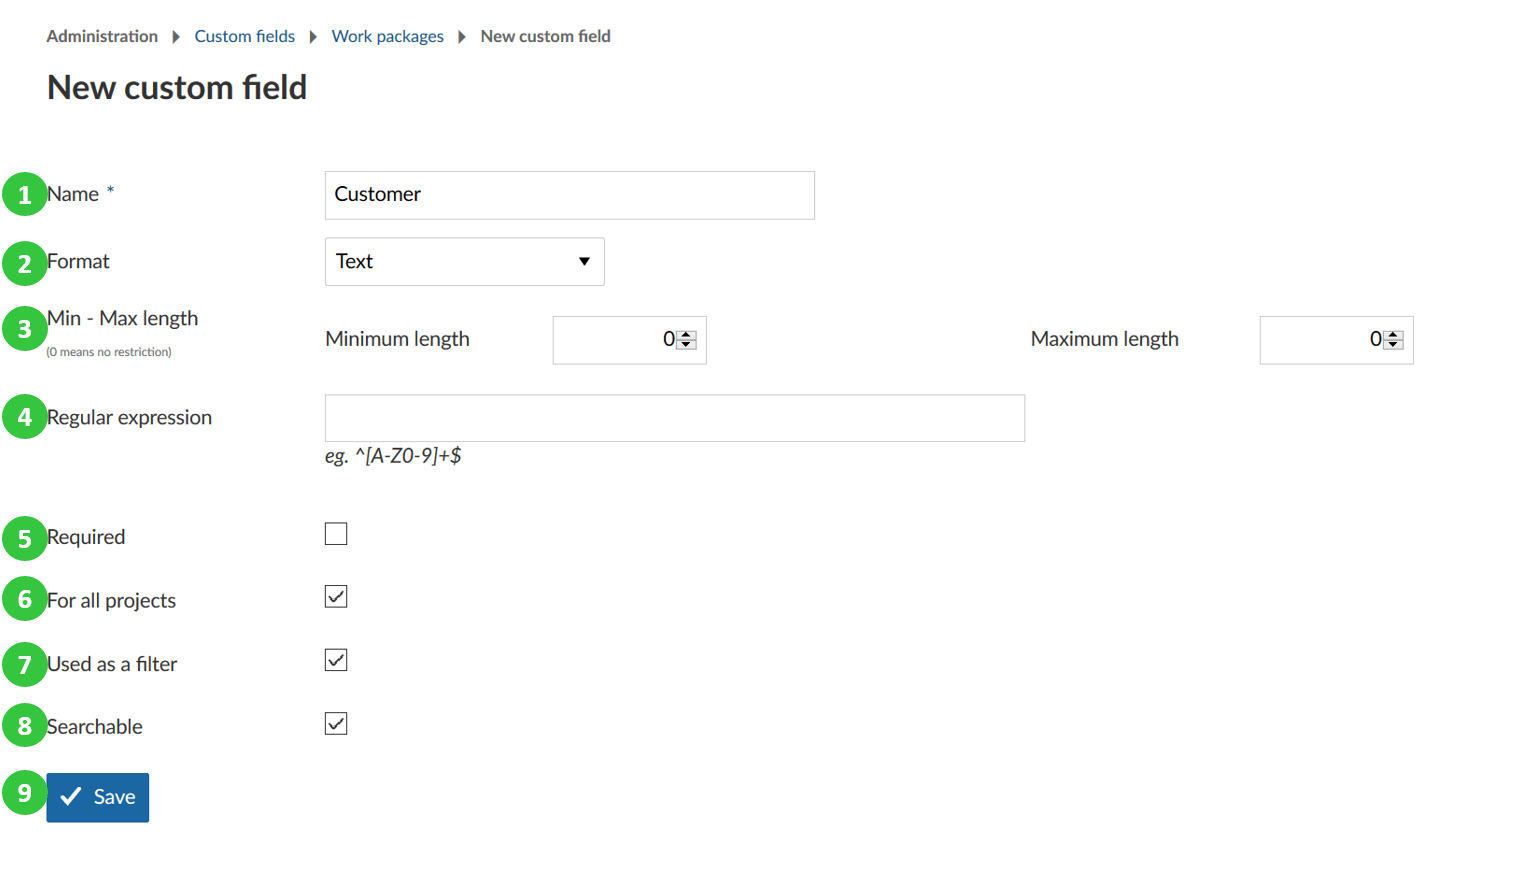 Administration Custom fields Work packages New custom field
New custom field
1 Name * Customer
2 Format Text
3 Min - Max length
(0 means no restriction)
Minimum length 0 Maximum length 0
4 Regular expression
eg. ^[A-Z0-9]+$
5 Required
6 For all projects
7 Used as a filter
8 Searchable
9 Save